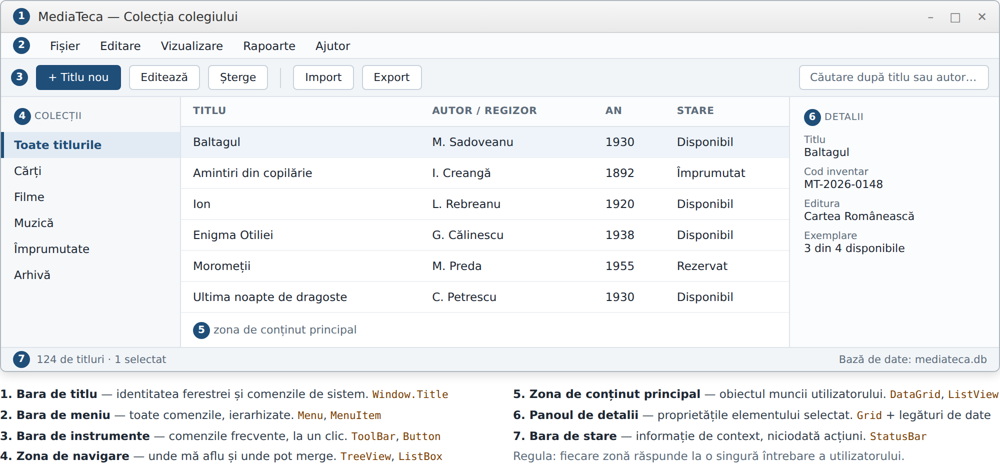 1 MediaTeca — Colecția colegiului – □ ✕
2 Fișier Editare Vizualizare Rapoarte Ajutor
3 + Titlu nou Editează Șterge Import Export Căutare după titlu sau autor…
4 COLECȚII
Toate titlurile
Cărți
Filme
Muzică
Împrumutate
Arhivă
TITLU AUTOR / REGIZOR AN STARE
Baltagul M. Sadoveanu 1930 Disponibil
Amintiri din copilărie I. Creangă 1892 Împrumutat
Ion L. Rebreanu 1920 Disponibil
Enigma Otiliei G. Călinescu 1938 Disponibil
Moromeții M. Preda 1955 Rezervat
Ultima noapte de dragoste C. Petrescu 1930 Disponibil
5 zona de conținut principal
6 DETALII
Titlu
Baltagul
Cod inventar
MT-2026-0148
Editura
Cartea Românească
Exemplare
3 din 4 disponibile
7 124 de titluri · 1 selectat Bază de date: mediateca.db
1. Bara de titlu — identitatea ferestrei și comenzile de sistem. Window.Title
2. Bara de meniu — toate comenzile, ierarhizate. Menu, MenuItem
3. Bara de instrumente — comenzile frecvente, la un clic. ToolBar, Button
4. Zona de navigare — unde mă aflu și unde pot merge. TreeView, ListBox
5. Zona de conținut principal — obiectul muncii utilizatorului. DataGrid, ListView
6. Panoul de detalii — proprietățile elementului selectat. Grid + legături de date
7. Bara de stare — informație de context, niciodată acțiuni. StatusBar
Regula: fiecare zonă răspunde la o singură întrebare a utilizatorului.